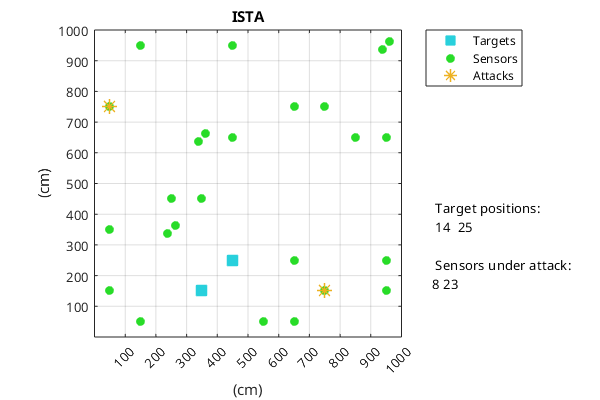 ISTA
1000
900
800
700
600
500
400
300
200
100
(cm)
100 200 300 400 500 600 700 800 900 1000
(cm)
Targets
Sensors
Attacks
Target positions:
14 25
Sensors under attack:
8 23